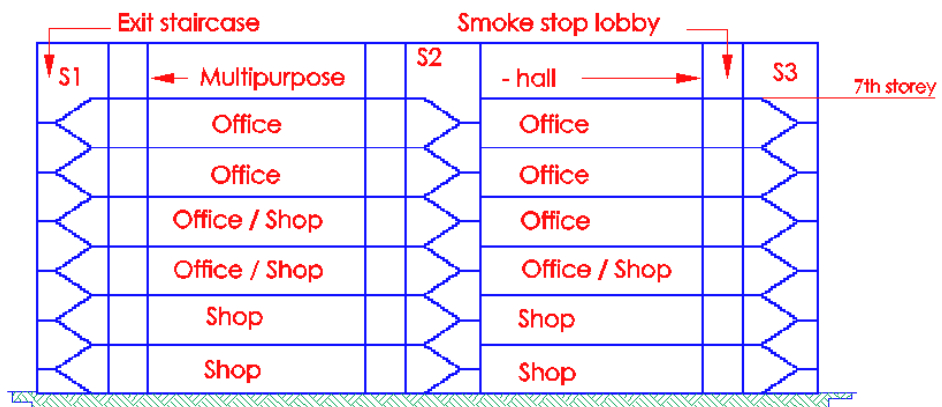 Exit staircase Smoke stop lobby
S1 Multipurpose S2 - hall S3
7th storey
Office Office
Office Office
Office / Shop Office
Office / Shop Office / Shop
Shop Shop
Shop Shop